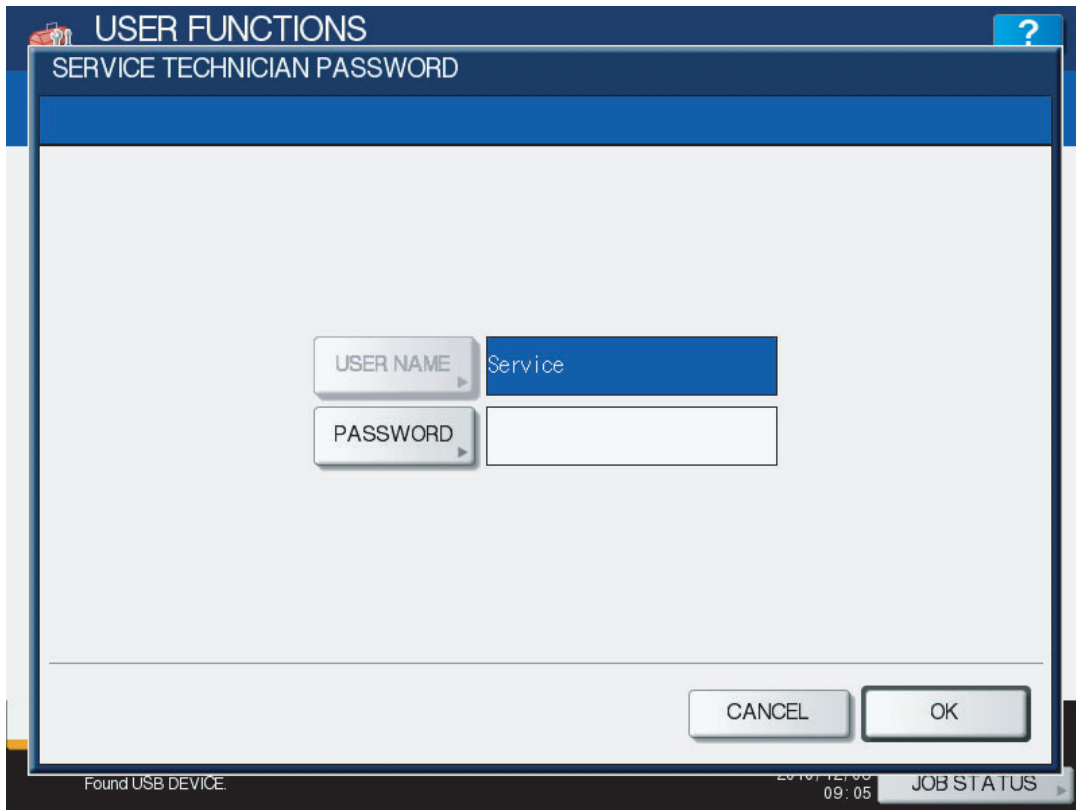 USER FUNCTIONS
?
SERVICE TECHNICIAN PASSWORD
USER NAME
Service
PASSWORD
CANCEL
OK
Found USB DEVICE.
09:05
JOB STATUS